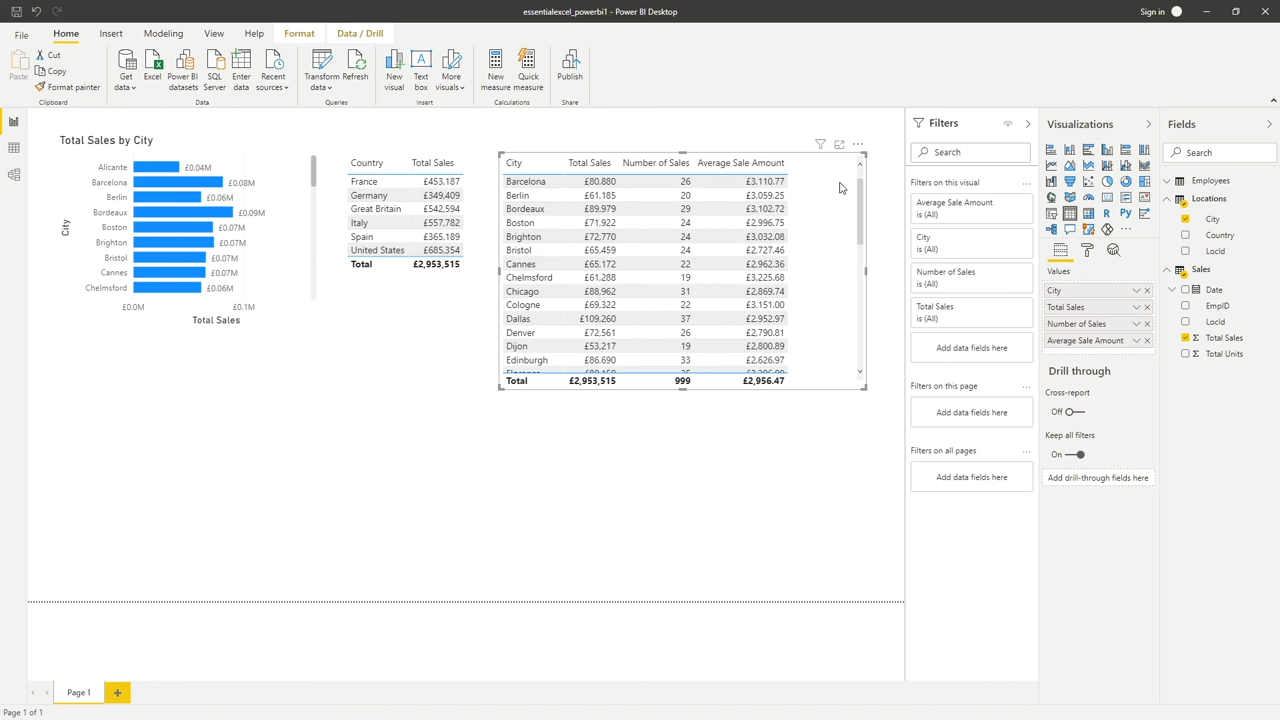 essentialexcel_powerbi1 - Power BI Desktop
Sign in
File Home Insert Modeling View Help Format Data / Drill
Paste
Cut
Copy
Format painter
Clipboard
Get data
Excel
Power BI datasets
SQL Server
Enter data
Recent sources
Data
Transform data
Refresh
Queries
New visual
Text box
More visuals
Insert
New measure
Quick measure
Calculations
Publish
Share
Total Sales by City
City
Alicante £0.04M
Barcelona £0.08M
Berlin £0.06M
Bordeaux £0.09M
Boston £0.07M
Brighton £0.07M
Bristol £0.07M
Cannes £0.07M
Chelmsford £0.06M
£0.0M £0.1M
Total Sales
Country Total Sales
France £453,187
Germany £349,409
Great Britain £542,594
Italy £557,782
Spain £365,189
United States £685,354
Total £2,953,515
City Total Sales Number of Sales Average Sale Amount
Barcelona £80,880 26 £3,110.77
Berlin £61,185 20 £3,059.25
Bordeaux £89,979 29 £3,102.72
Boston £71,922 24 £2,996.75
Brighton £72,770 24 £3,032.08
Bristol £65,459 24 £2,727.46
Cannes £65,172 22 £2,962.36
Chelmsford £61,288 19 £3,225.68
Chicago £88,962 31 £2,869.74
Cologne £69,322 22 £3,151.00
Dallas £109,260 37 £2,952.97
Denver £72,561 26 £2,790.81
Dijon £53,217 19 £2,800.89
Edinburgh £86,690 33 £2,626.97
Total £2,953,515 999 £2,956.47
Filters
Search
Filters on this visual
Average Sale Amount
is (All)
City
is (All)
Number of Sales
is (All)
Total Sales
is (All)
Add data fields here
Filters on this page
Add data fields here
Filters on all pages
Add data fields here
Visualizations
R Py
Values
City
Total Sales
Number of Sales
Average Sale Amount
Drill through
Cross-report
Off
Keep all filters
On
Add drill-through fields here
Fields
Search
Employees
Locations
City
Country
LocId
Sales
Date
EmpID
LocId
Total Sales
Total Units
Page 1
Page 1 of 1